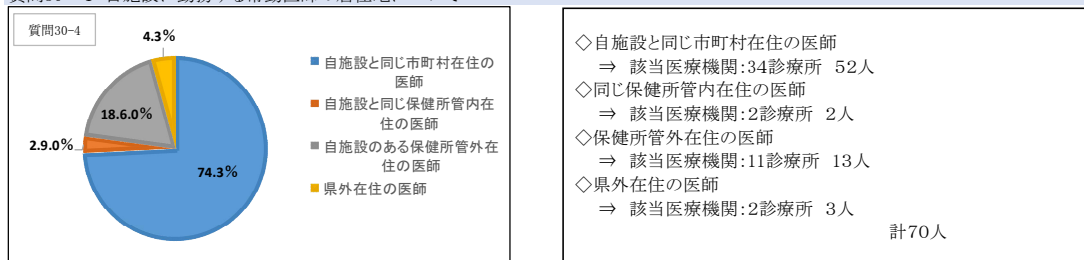 質問30-4
4.3%
18.6.0%
2.9.0%
74.3%
自施設と同じ市町村在住の
医師
自施設と同じ保健所管内在
住の医師
自施設のある保健所管外在
住の医師
県外在住の医師
◇自施設と同じ市町村在住の医師
⇒ 該当医療機関:34診療所 52人
◇同じ保健所管内在住の医師
⇒ 該当医療機関:2診療所 2人
◇保健所管外在住の医師
⇒ 該当医療機関:11診療所 13人
◇県外在住の医師
⇒ 該当医療機関:2診療所 3人
計70人